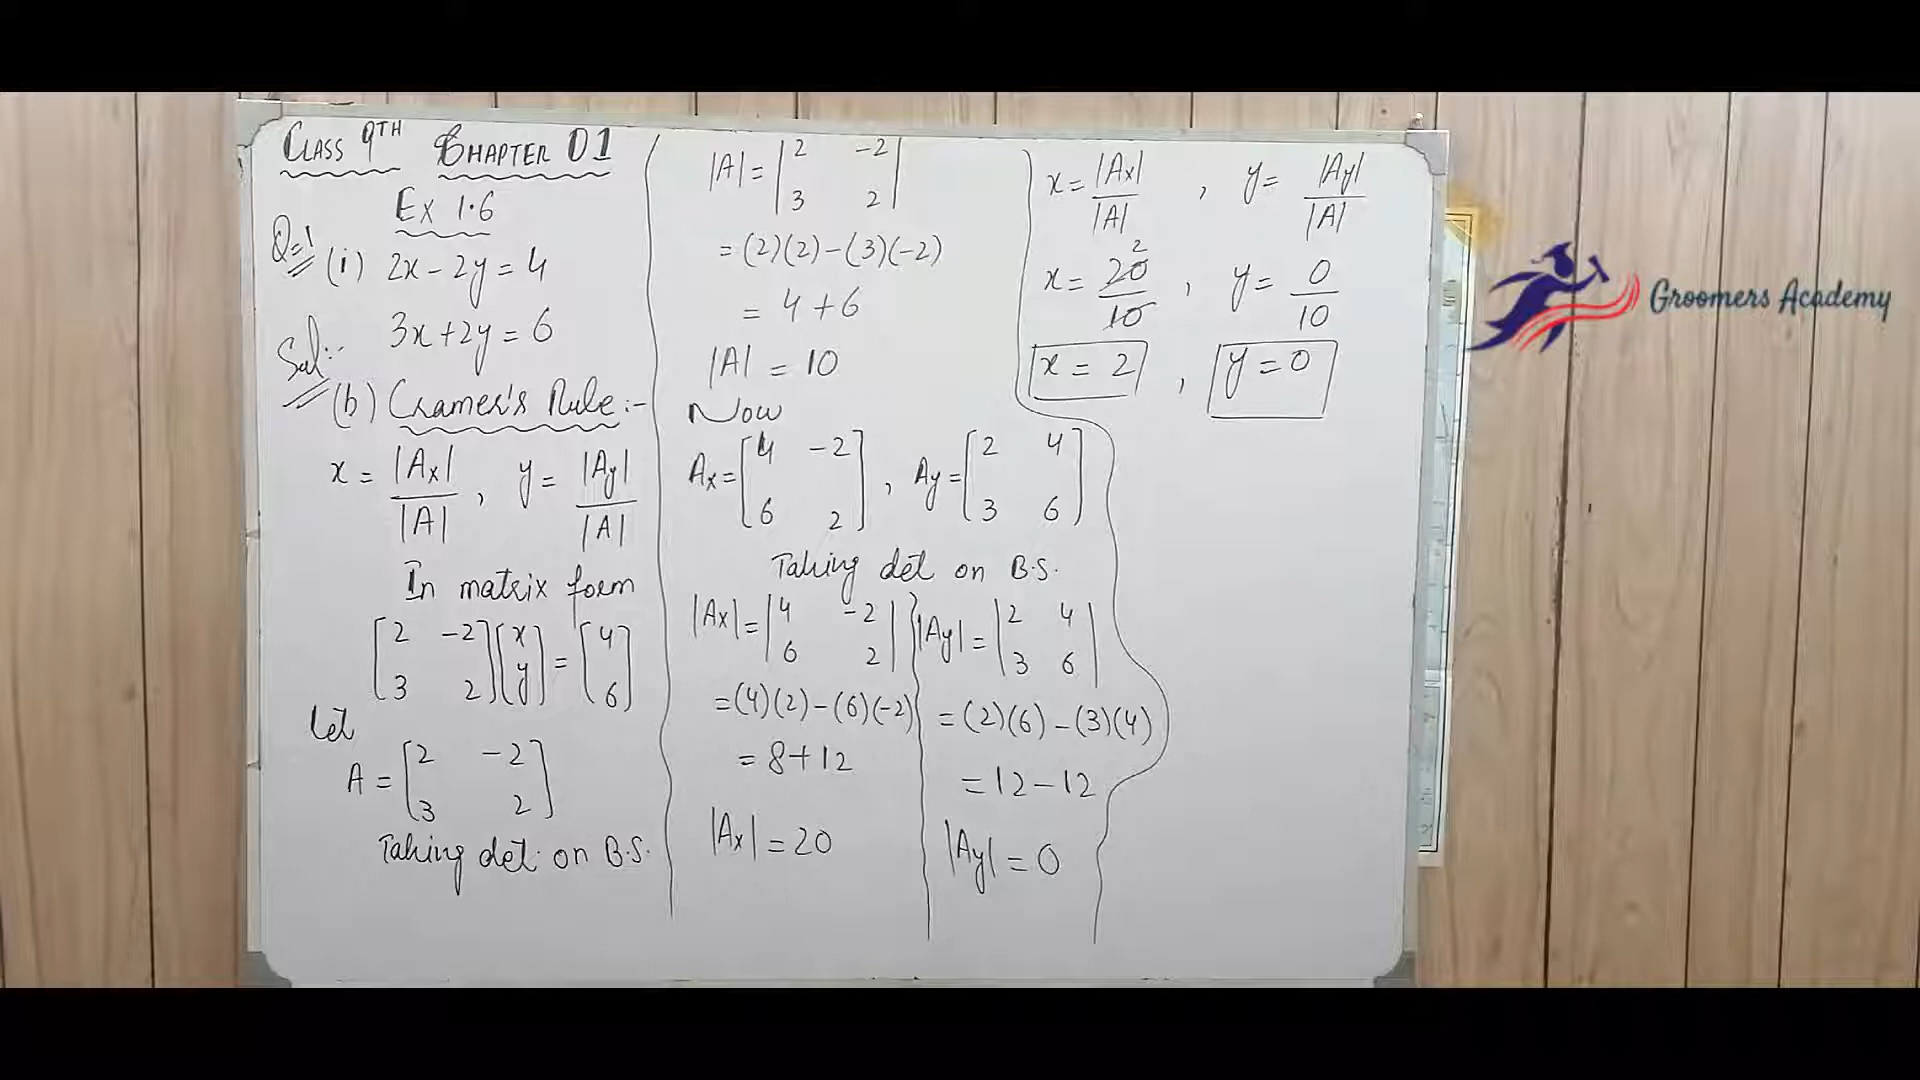 CLASS 9TH CHAPTER 01
Ex 1.6
Q=1 (i) 2x - 2y = 4
3x + 2y = 6
Sol:-
(b) Cramer's Rule:-
x = |Ax| / |A| , y = |Ay| / |A|
In matrix form
[2 -2] [x] = [4]
[3 2] [y] [6]
Let
A = [2 -2]
[3 2]
Taking det. on B.S.
|A| = |2 -2|
|3 2|
= (2)(2) - (3)(-2)
= 4 + 6
|A| = 10
Now
Ax = [4 -2] , Ay = [2 4]
[6 2] [3 6]
Taking det on B.S.
|Ax| = |4 -2|
|6 2|
= (4)(2) - (6)(-2)
= 8 + 12
|Ax| = 20
|Ay| = |2 4|
|3 6|
= (2)(6) - (3)(4)
= 12 - 12
|Ay| = 0
x = |Ax| / |A| , y = |Ay| / |A|
2
x = 20 / 10 , y = 0 / 10
x = 2 , y = 0
Groomers Academy